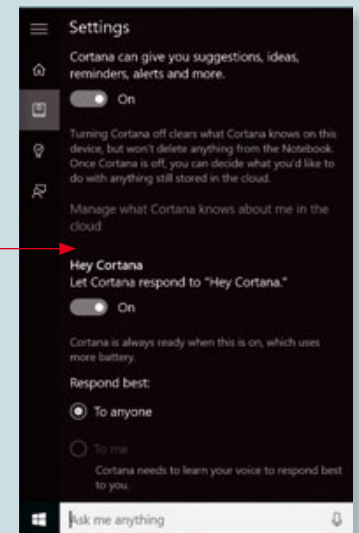 Settings
Cortana can give you suggestions, ideas,
reminders, alerts and more.
On
Turning Cortana off clears what Cortana knows on this
device, but won't delete anything from the Notebook.
Once Cortana is off, you can decide what you'd like to
do with anything still stored in the cloud.
Manage what Cortana knows about me in the
cloud
Hey Cortana
Let Cortana respond to "Hey Cortana."
On
Cortana is always ready when this is on, which uses
more battery.
Respond best:
To anyone
To me
Cortana needs to learn your voice to respond best
to you.
Ask me anything